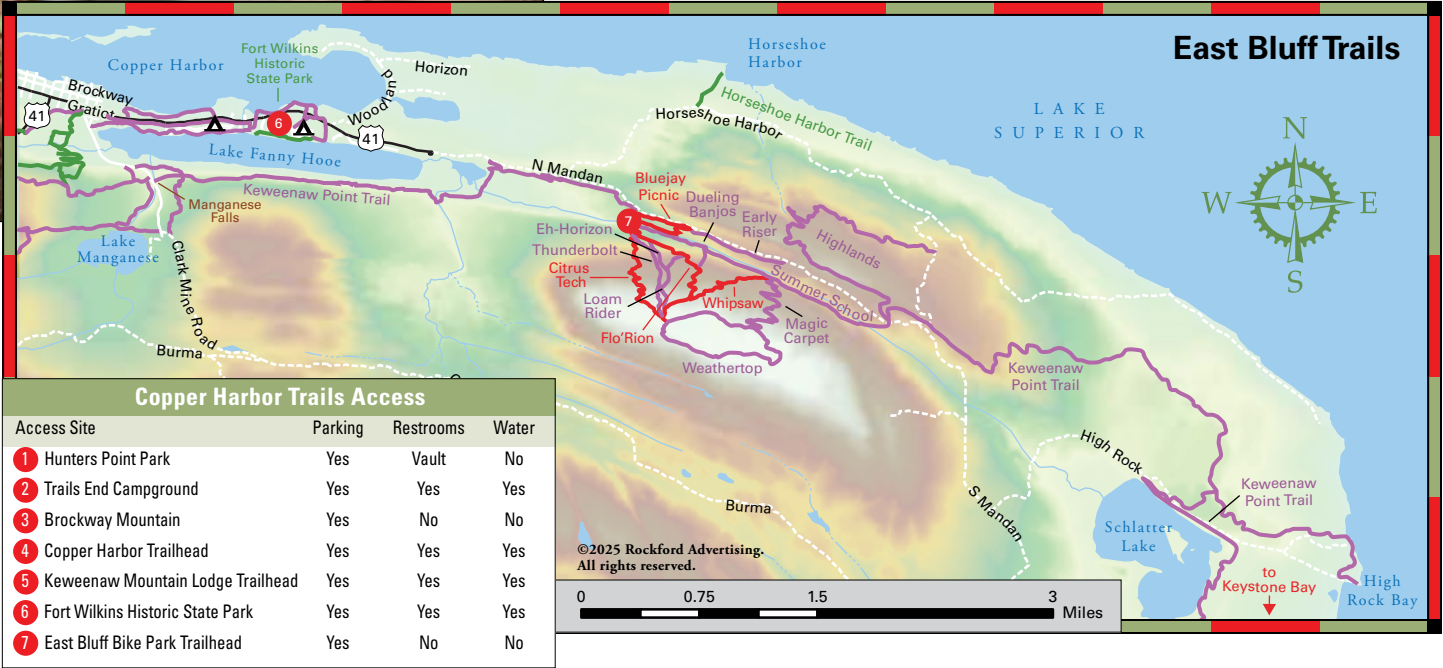 East Bluff Trails
Copper Harbor
Fort Wilkins
Historic
State Park
Horizon
Woodland
Horseshoe
Harbor
LAKE
SUPERIOR
Brockway
Gratiot
41
6
41
Horseshoe Harbor
Horseshoe Harbor Trail
Lake Fanny Hooe
N Mandan
Keweenaw Point Trail
Manganese
Falls
Lake
Manganese
Clark Mine Road
Burma
Bluejay
Picnic
Dueling
Banjos
Early
Riser
7
Eh-Horizon
Thunderbolt
Citrus
Tech
Loam
Rider
Flo'Rion
Whipsaw
Summer School
Highlands
Magic
Carpet
Weathertop
Keweenaw
Point Trail
N
W
E
S
High Rock
Keweenaw
Point Trail
S Mandan
Schlatter
Lake
to
Keystone Bay
High
Rock Bay
Burma
©2025 Rockford Advertising.
All rights reserved.
0 0.75 1.5 3 Miles
Copper Harbor Trails Access
Access Site Parking Restrooms Water
1 Hunters Point Park Yes Vault No
2 Trails End Campground Yes Yes Yes
3 Brockway Mountain Yes No No
4 Copper Harbor Trailhead Yes Yes Yes
5 Keweenaw Mountain Lodge Trailhead Yes Yes Yes
6 Fort Wilkins Historic State Park Yes Yes Yes
7 East Bluff Bike Park Trailhead Yes No No